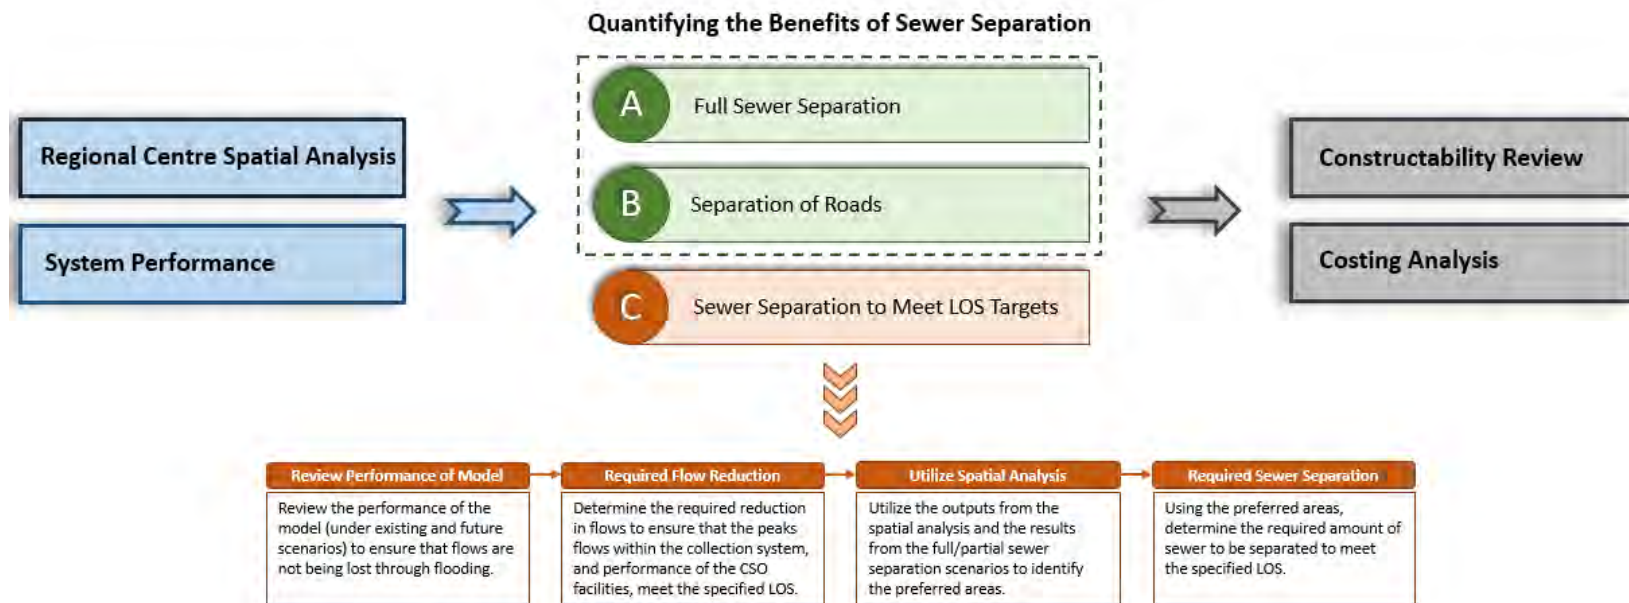 Quantifying the Benefits of Sewer Separation
Regional Centre Spatial Analysis
System Performance
A
Full Sewer Separation
B
Separation of Roads
C
Sewer Separation to Meet LOS Targets
Constructability Review
Costing Analysis
Review Performance of Model
Review the performance of the
model (under existing and future
scenarios) to ensure that flows are
not being lost through flooding.
Required Flow Reduction
Determine the required reduction
in flows to ensure that the peaks
flows within the collection system,
and performance of the CSO
facilities, meet the specified LOS.
Utilize Spatial Analysis
Utilize the outputs from the
spatial analysis and the results
from the full/partial sewer
separation scenarios to identify
the preferred areas.
Required Sewer Separation
Using the preferred areas,
determine the required amount of
sewer to be separated to meet
the specified LOS.